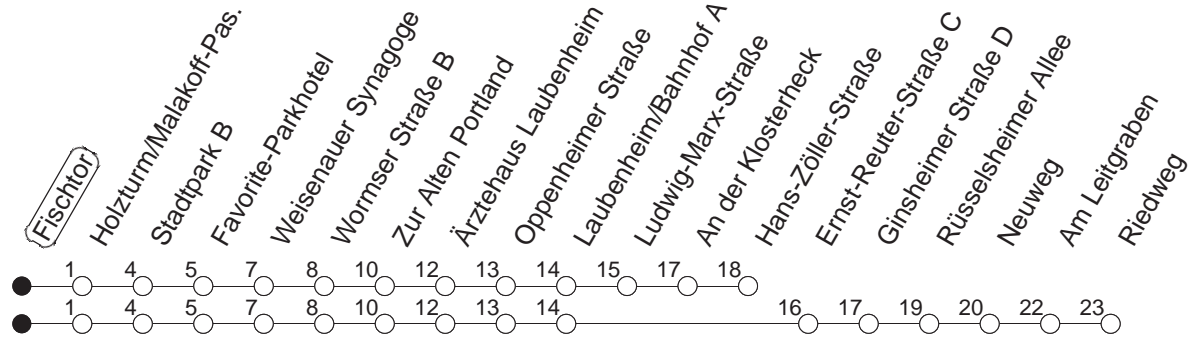 Fischtor
Holzturm/Malakoff-Pas.
Stadtpark B
Favorite-Parkhotel
Weisenauer Synagoge
Wormser Straße B
Zur Alten Portland
Ärztehaus Laubenheim
Oppenheimer Straße
Laubenheim/Bahnhof A
Ludwig-Marx-Straße
An der Klosterheck
Hans-Zöller-Straße
Ernst-Reuter-Straße C
Ginsheimer Straße D
Rüsselsheimer Allee
Neuweg
Am Leitgraben
Riedweg
1 4 5 7 8 10 12 13 14 15 17 18
1 4 5 7 8 10 12 13 14 16 17 19 20 22 23